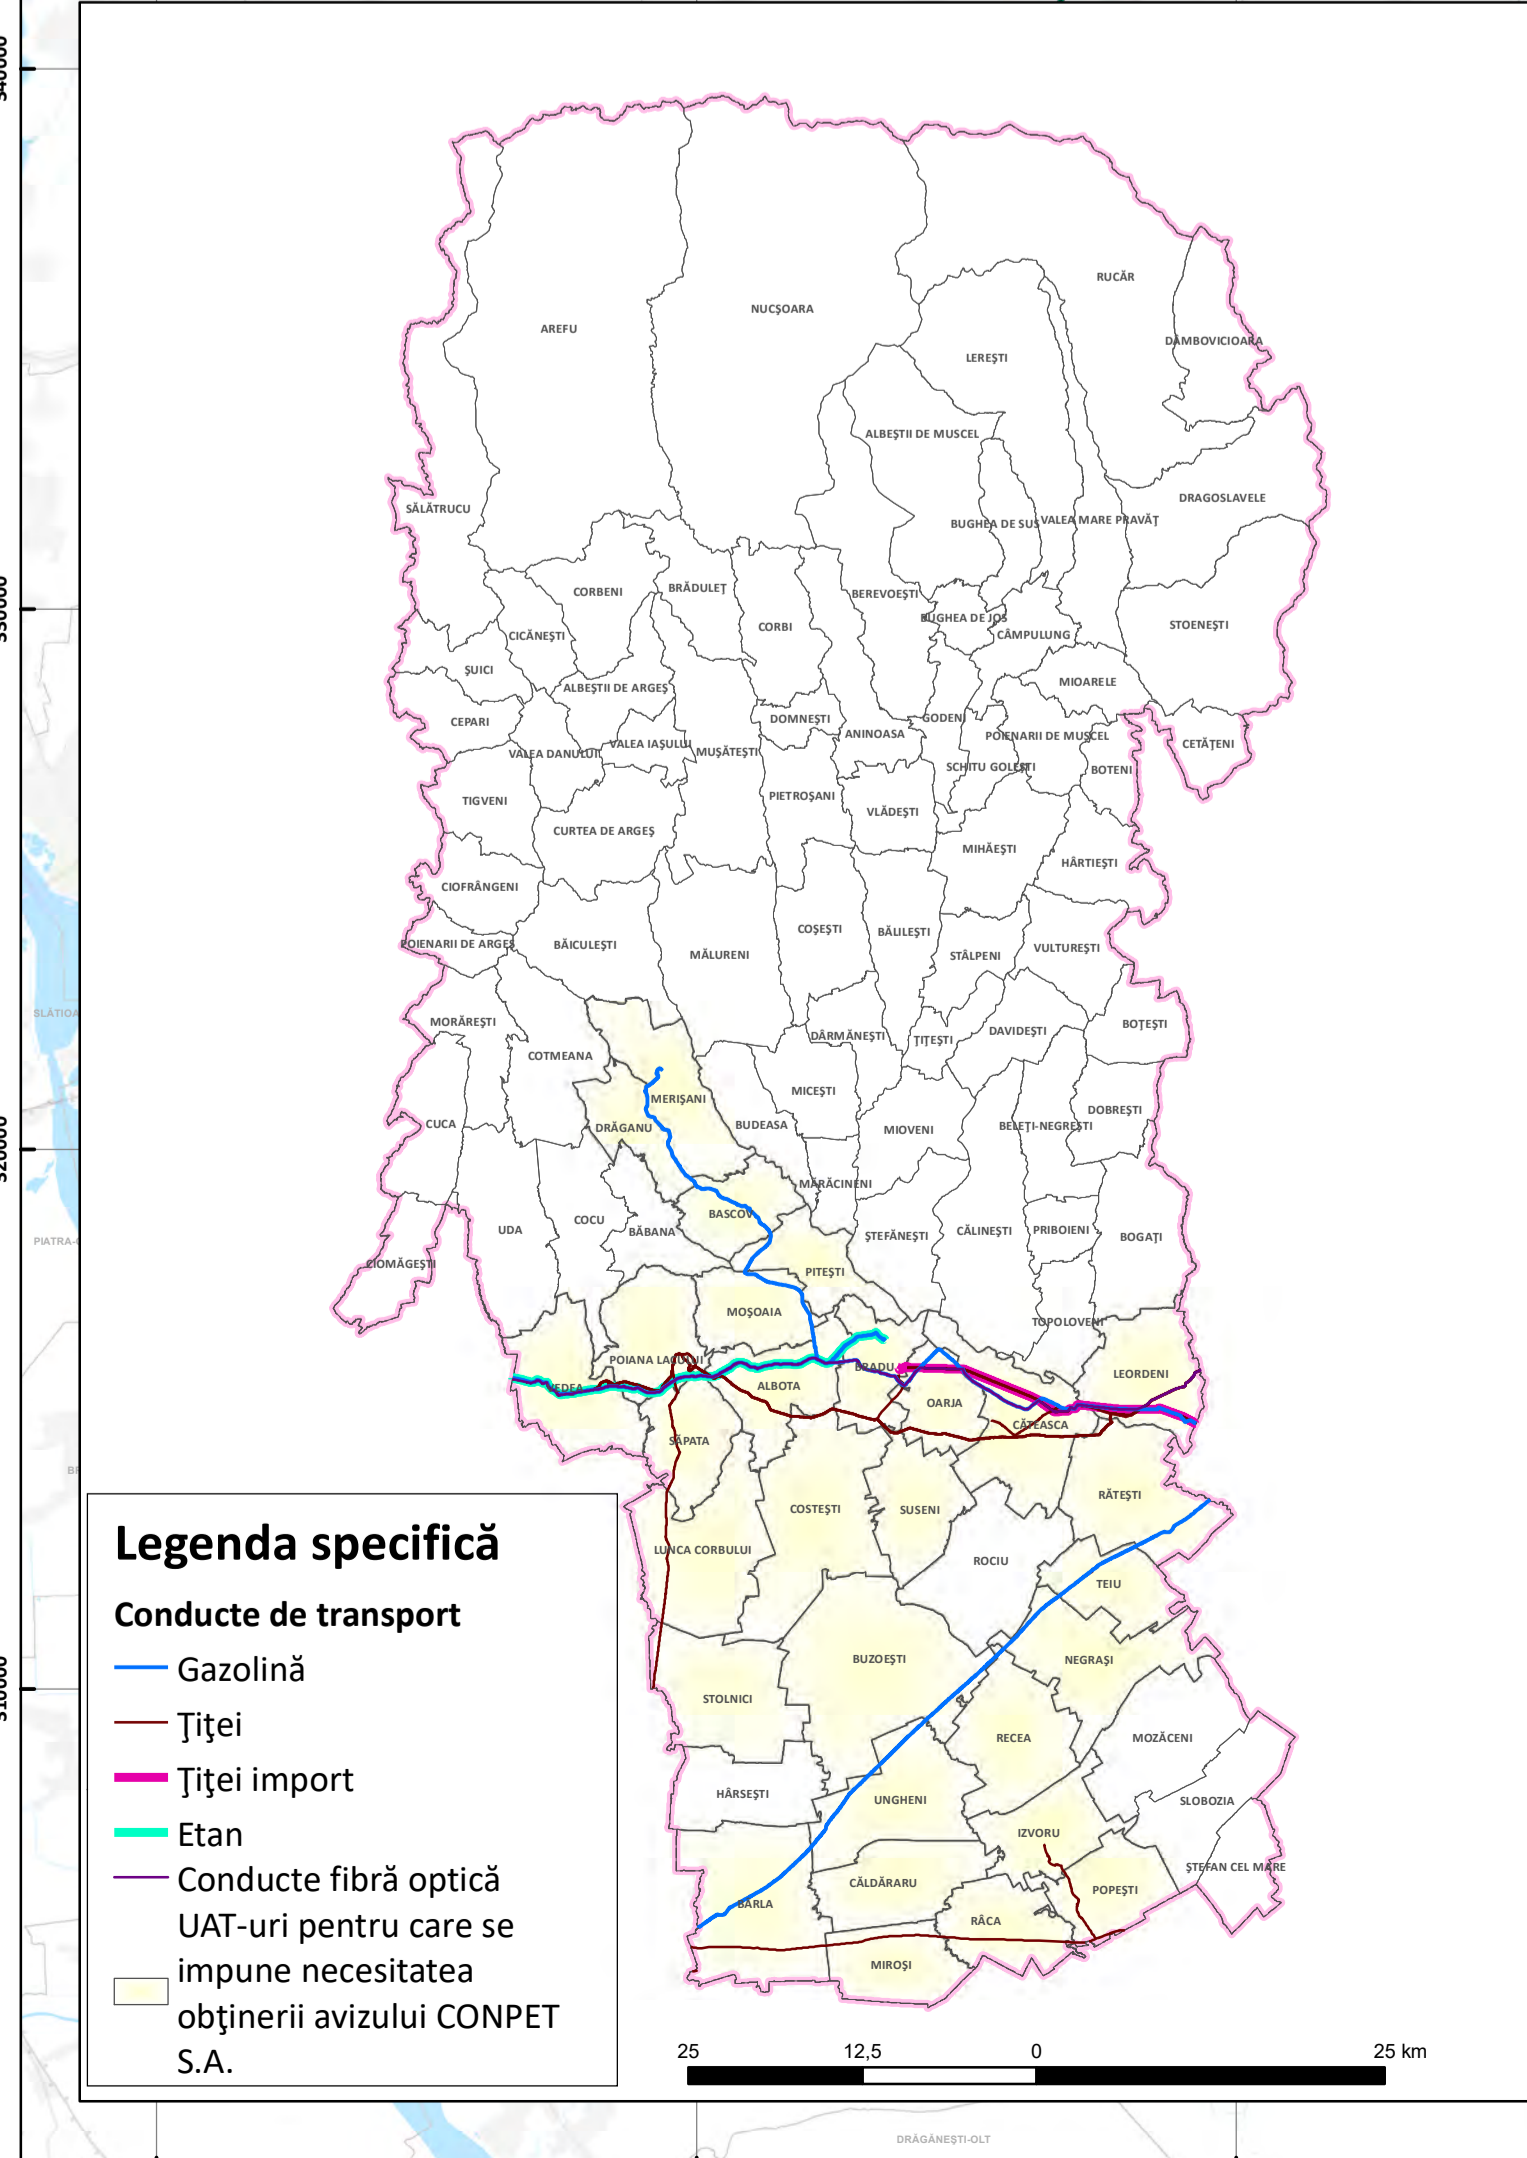 RUCĂR
NUCŞOARA
AREFU
DÂMBOVICIOARA
LEREŞTI
ALBEŞTII DE MUSCEL
DRAGOSLAVELE
SĂLĂTRUCU
BUGHEA DE SUS
VALEA MARE PRAVĂŢ
BRĂDULEŢ
CORBENI
BEREVOEŞTI
BUGHEA DE JOS
CORBI
STOENEŞTI
CICĂNEŞTI
CÂMPULUNG
ŞUICI
MIOARELE
ALBEŞTII DE ARGEŞ
CEPARI
DOMNEŞTI
GODENI
ANINOASA
POIENARII DE MUSCEL
VALEA IAŞULUI
CETĂŢENI
VALEA DANULUI
MUŞĂTEŞTI
SCHITU GOLEŞTI
BOTENI
TIGVENI
PIETROŞANI
VLĂDEŞTI
CURTEA DE ARGEŞ
MIHĂEŞTI
HÂRTIEŞTI
CIOFRÂNGENI
COŞEŞTI
BĂLILEŞTI
POIENARII DE ARGEŞ
BĂICULEŞTI
VULTUREŞTI
MĂLURENI
STÂLPENI
SLĂTIOA
MORĂREŞTI
BOŢEŞTI
DAVIDEŞTI
DÂRMĂNEŞTI
ŢIŢEŞTI
COTMEANA
MICEŞTI
MERIŞANI
DOBREŞTI
CUCA
BUDEASA
BELEŢI-NEGREŞTI
DRĂGANU
MIOVENI
MĂRĂCINENI
BASCOV
COCU
UDA
BĂBANA
CĂLINEŞTI
PRIBOIENI
ŞTEFĂNEŞTI
BOGAŢI
PIATRA-
CIOMĂGEŞTI
PITEŞTI
MOŞOAIA
TOPOLOVENI
POIANA LACULUI
BRADU
LEORDENI
VEDEA
ALBOTA
OARJA
CĂTEASCA
SĂPATA
RĂTEŞTI
COSTEŞTI
SUSENI
LUNCA CORBULUI
ROCIU
TEIU
BUZOEŞTI
NEGRAŞI
STOLNICI
RECEA
MOZĂCENI
HÂRSEŞTI
UNGHENI
SLOBOZIA
IZVORU
ŞTEFAN CEL MARE
CĂLDĂRARU
POPEŞTI
BÂRLA
RÂCA
MIROŞI
Legenda specifică
Conducte de transport
Gazolină
Ţiţei
Ţiţei import
Etan
Conducte fibră optică
UAT-uri pentru care se
impune necesitatea
obţinerii avizului CONPET
S.A.
25 12,5 0 25 km
DRĂGĂNEŞTI-OLT